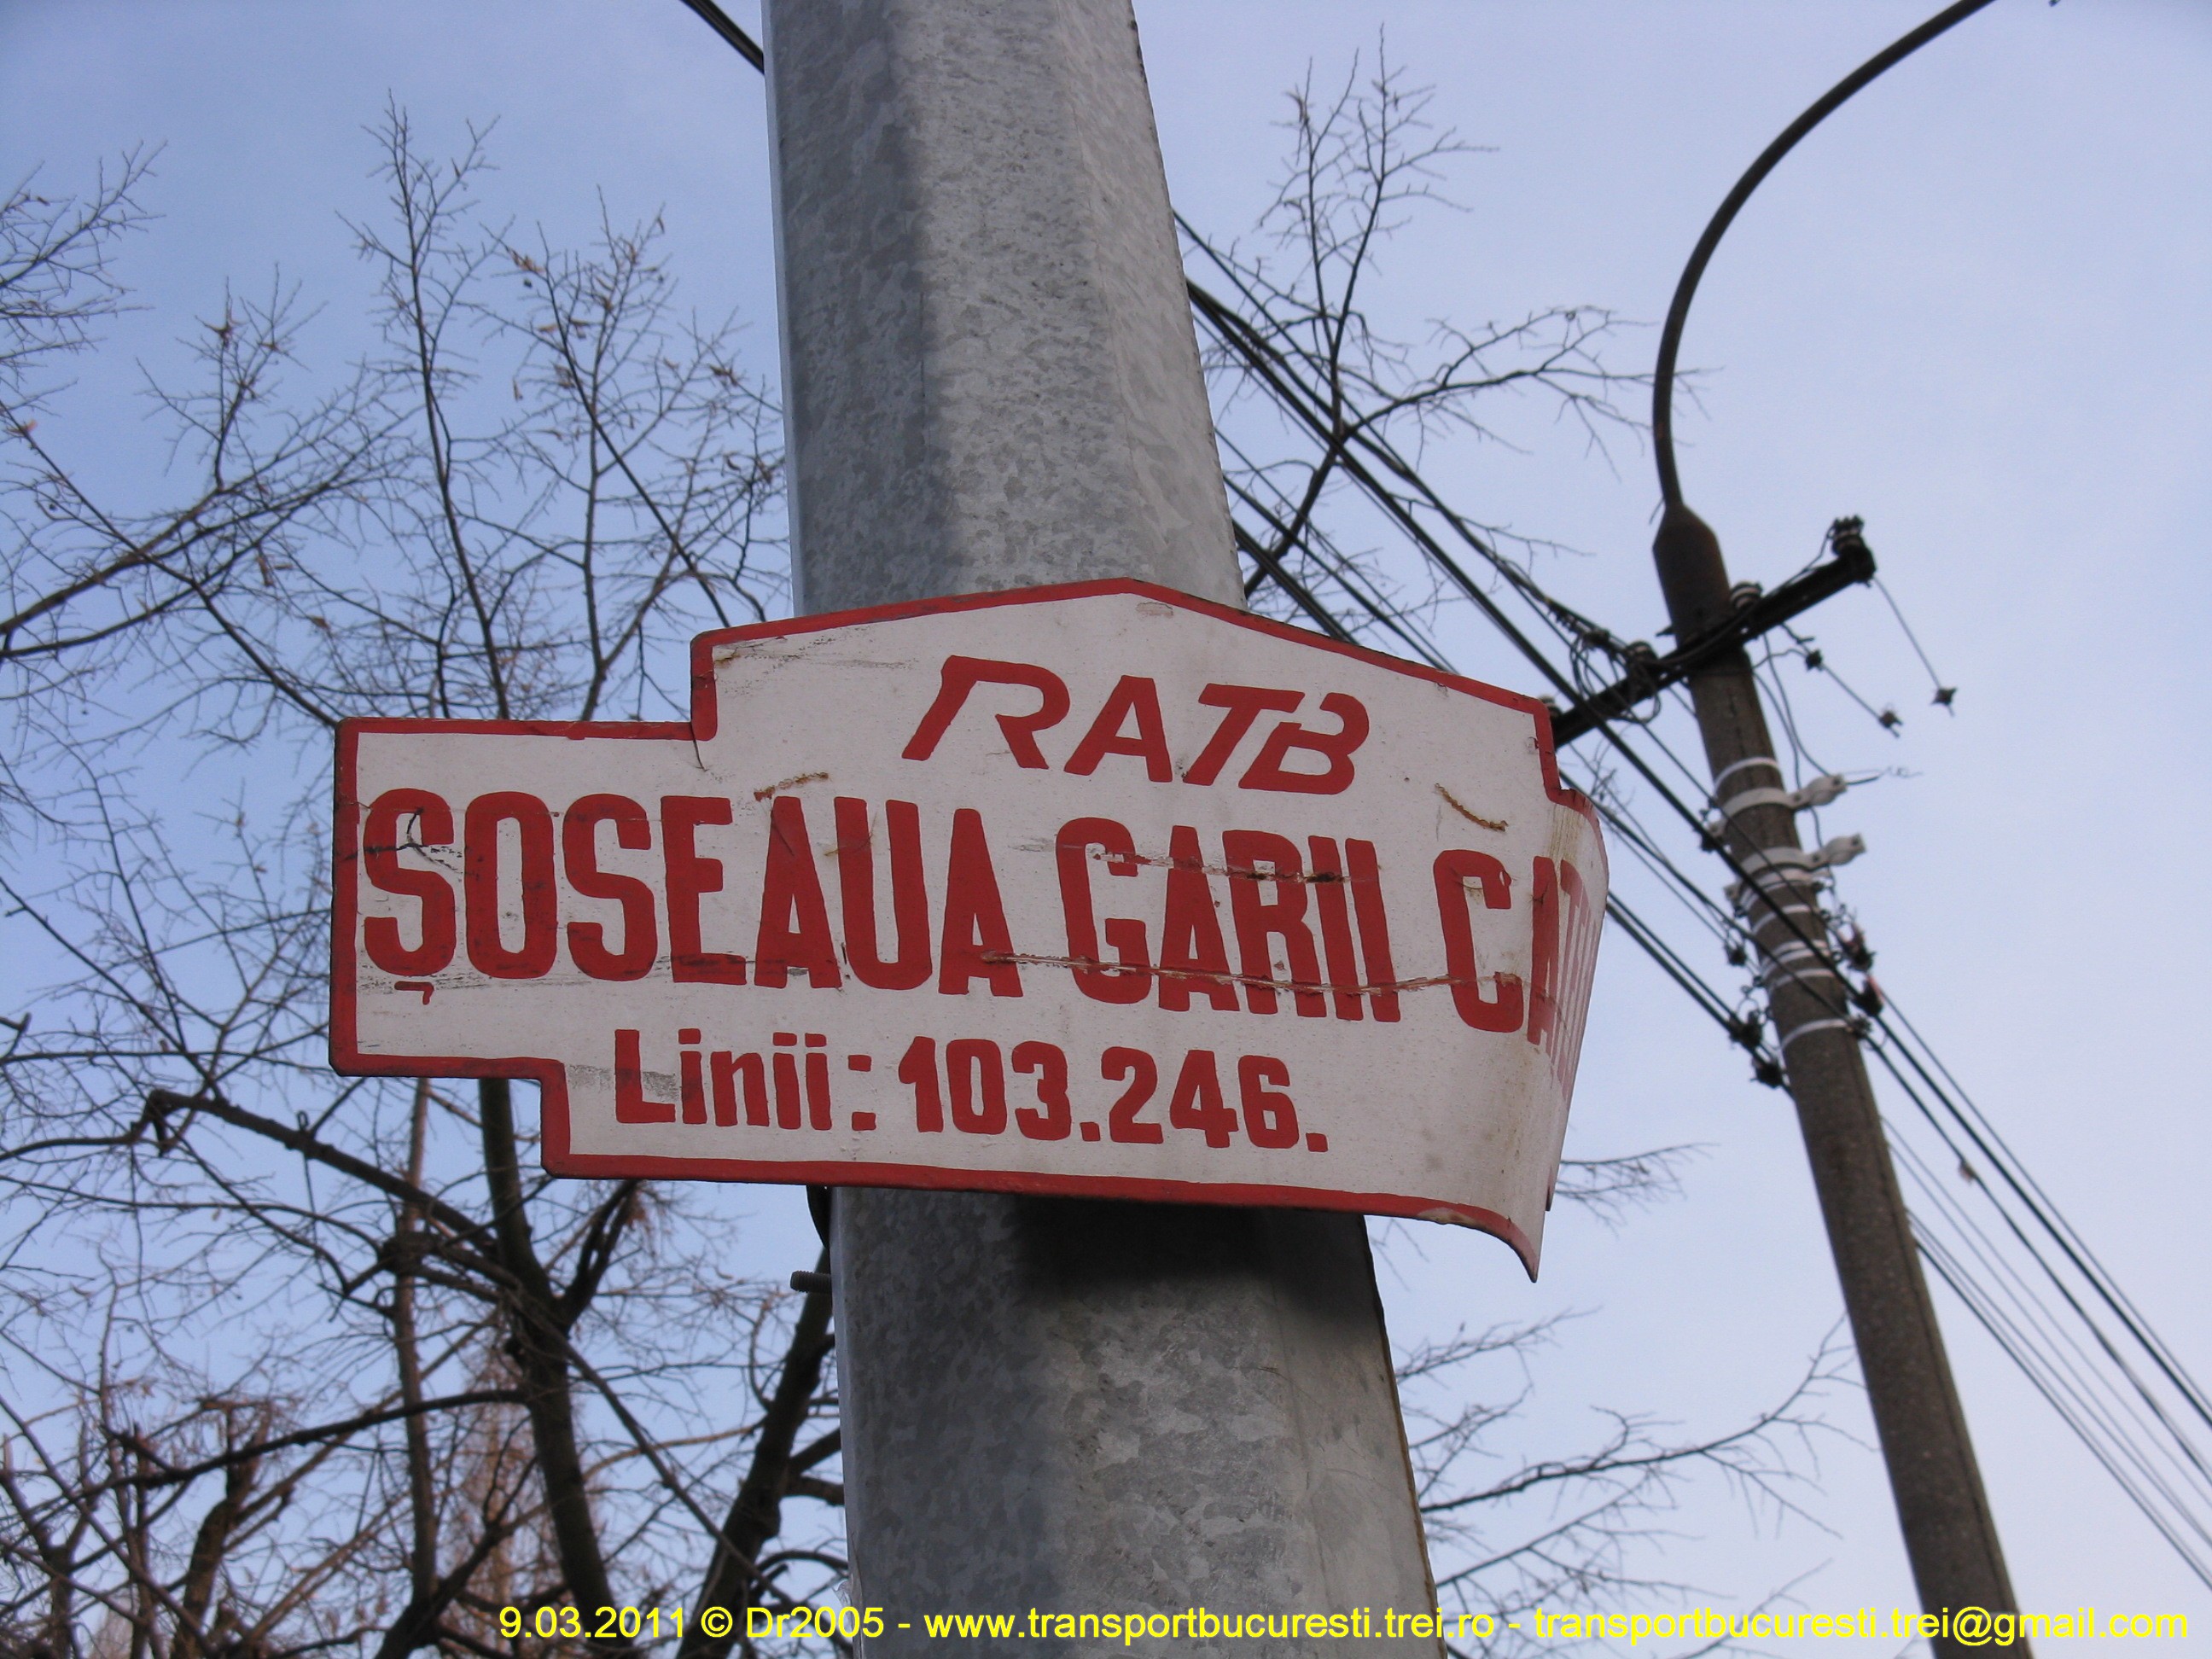 RATB
ȘOSEAUA GARII
Linii: 103.246.
9.03.2011 © Dr2005 - www.transportbucuresti.trei.ro - transportbucuresti.trei@gmail.com